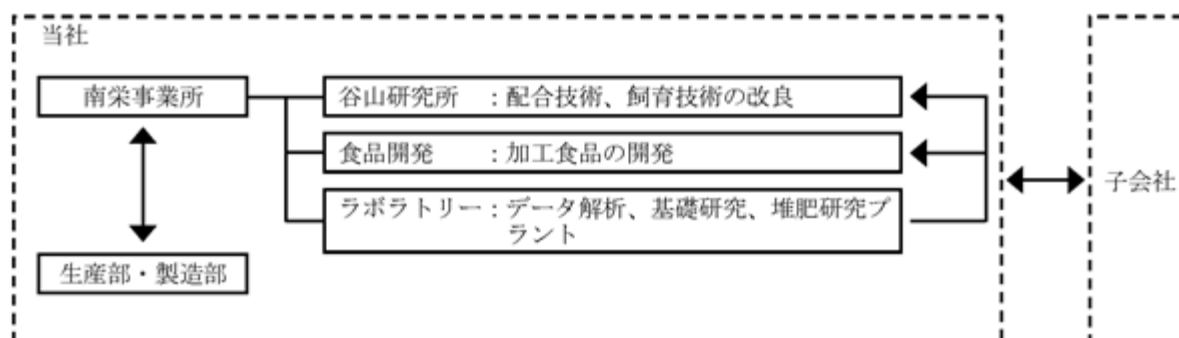 当社
南栄事業所
谷山研究所 ：配合技術、飼育技術の改良
食品開発 ：加工食品の開発
ラボラトリー：データ解析、基礎研究、堆肥研究プ
ラント
子会社
生産部・製造部